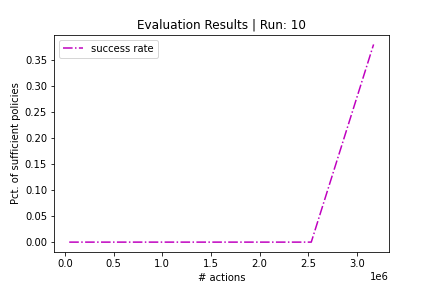 Evaluation Results | Run: 10
success rate
Pct. of sufficient policies
0.35
0.30
0.25
0.20
0.15
0.10
0.05
0.00
0.0 0.5 1.0 1.5 2.0 2.5 3.0
1e6
# actions